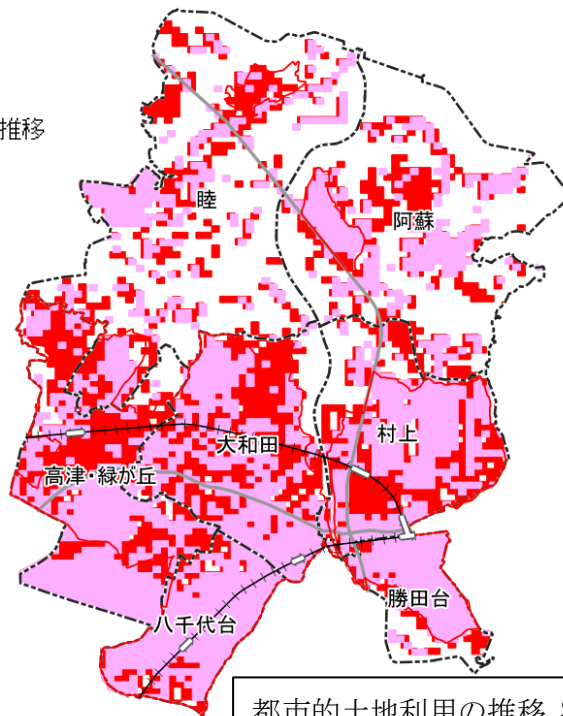 推移
睦
阿蘇
大和田
村上
高津・緑が丘
勝田台
八千代台
都市的土地利用の推移